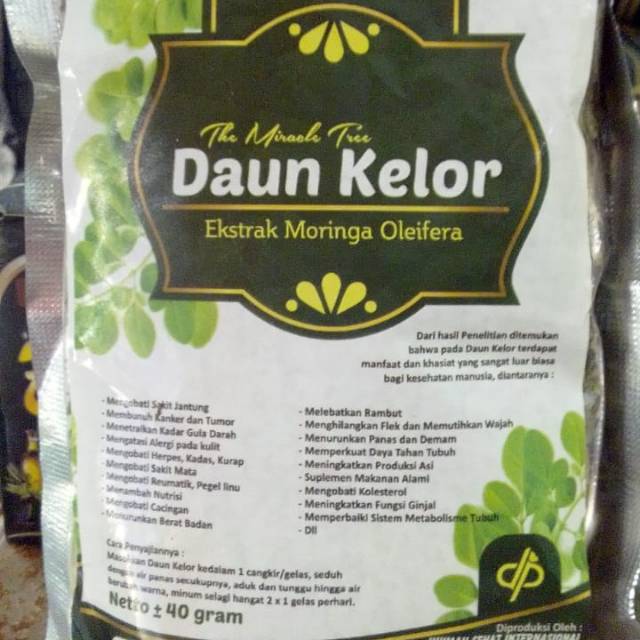 The Miracle Tree
Daun Kelor
Ekstrak Moringa Oleifera
Dari hasil Penelitian ditemukan
bahwa pada Daun Kelor terdapat
manfaat dan khasiat yang sangat luar biasa
bagi kesehatan manusia, diantaranya :
- Mengobati Sakit Jantung
- Membunuh Kanker dan Tumor
- Menetralkan Kadar Gula Darah
- Mengatasi Alergi pada kulit
- Mengobati Herpes, Kadas, Kurap
- Mengobati Sakit Mata
- Mengobati Reumatik, Pegel linu
- Menambah Nutrisi
- Mengobati Cacingan
- Menurunkan Berat Badan
- Melebatkan Rambut
- Menghilangkan Flek dan Memutihkan Wajah
- Menurunkan Panas dan Demam
- Memperkuat Daya Tahan Tubuh
- Meningkatkan Produksi Asi
- Suplemen Makanan Alami
- Mengobati Kolesterol
- Meningkatkan Fungsi Ginjal
- Memperbaiki Sistem Metabolisme Tubuh
- Dll
Cara Penyajiannya :
Masukkan Daun Kelor kedalam 1 cangkir/gelas, seduh
dengan air panas secukupnya, aduk dan tunggu hingga air
berubah warna, minum selagi hangat 2 x 1 gelas perhari.
Netto ± 40 gram
Diproduksi Oleh :